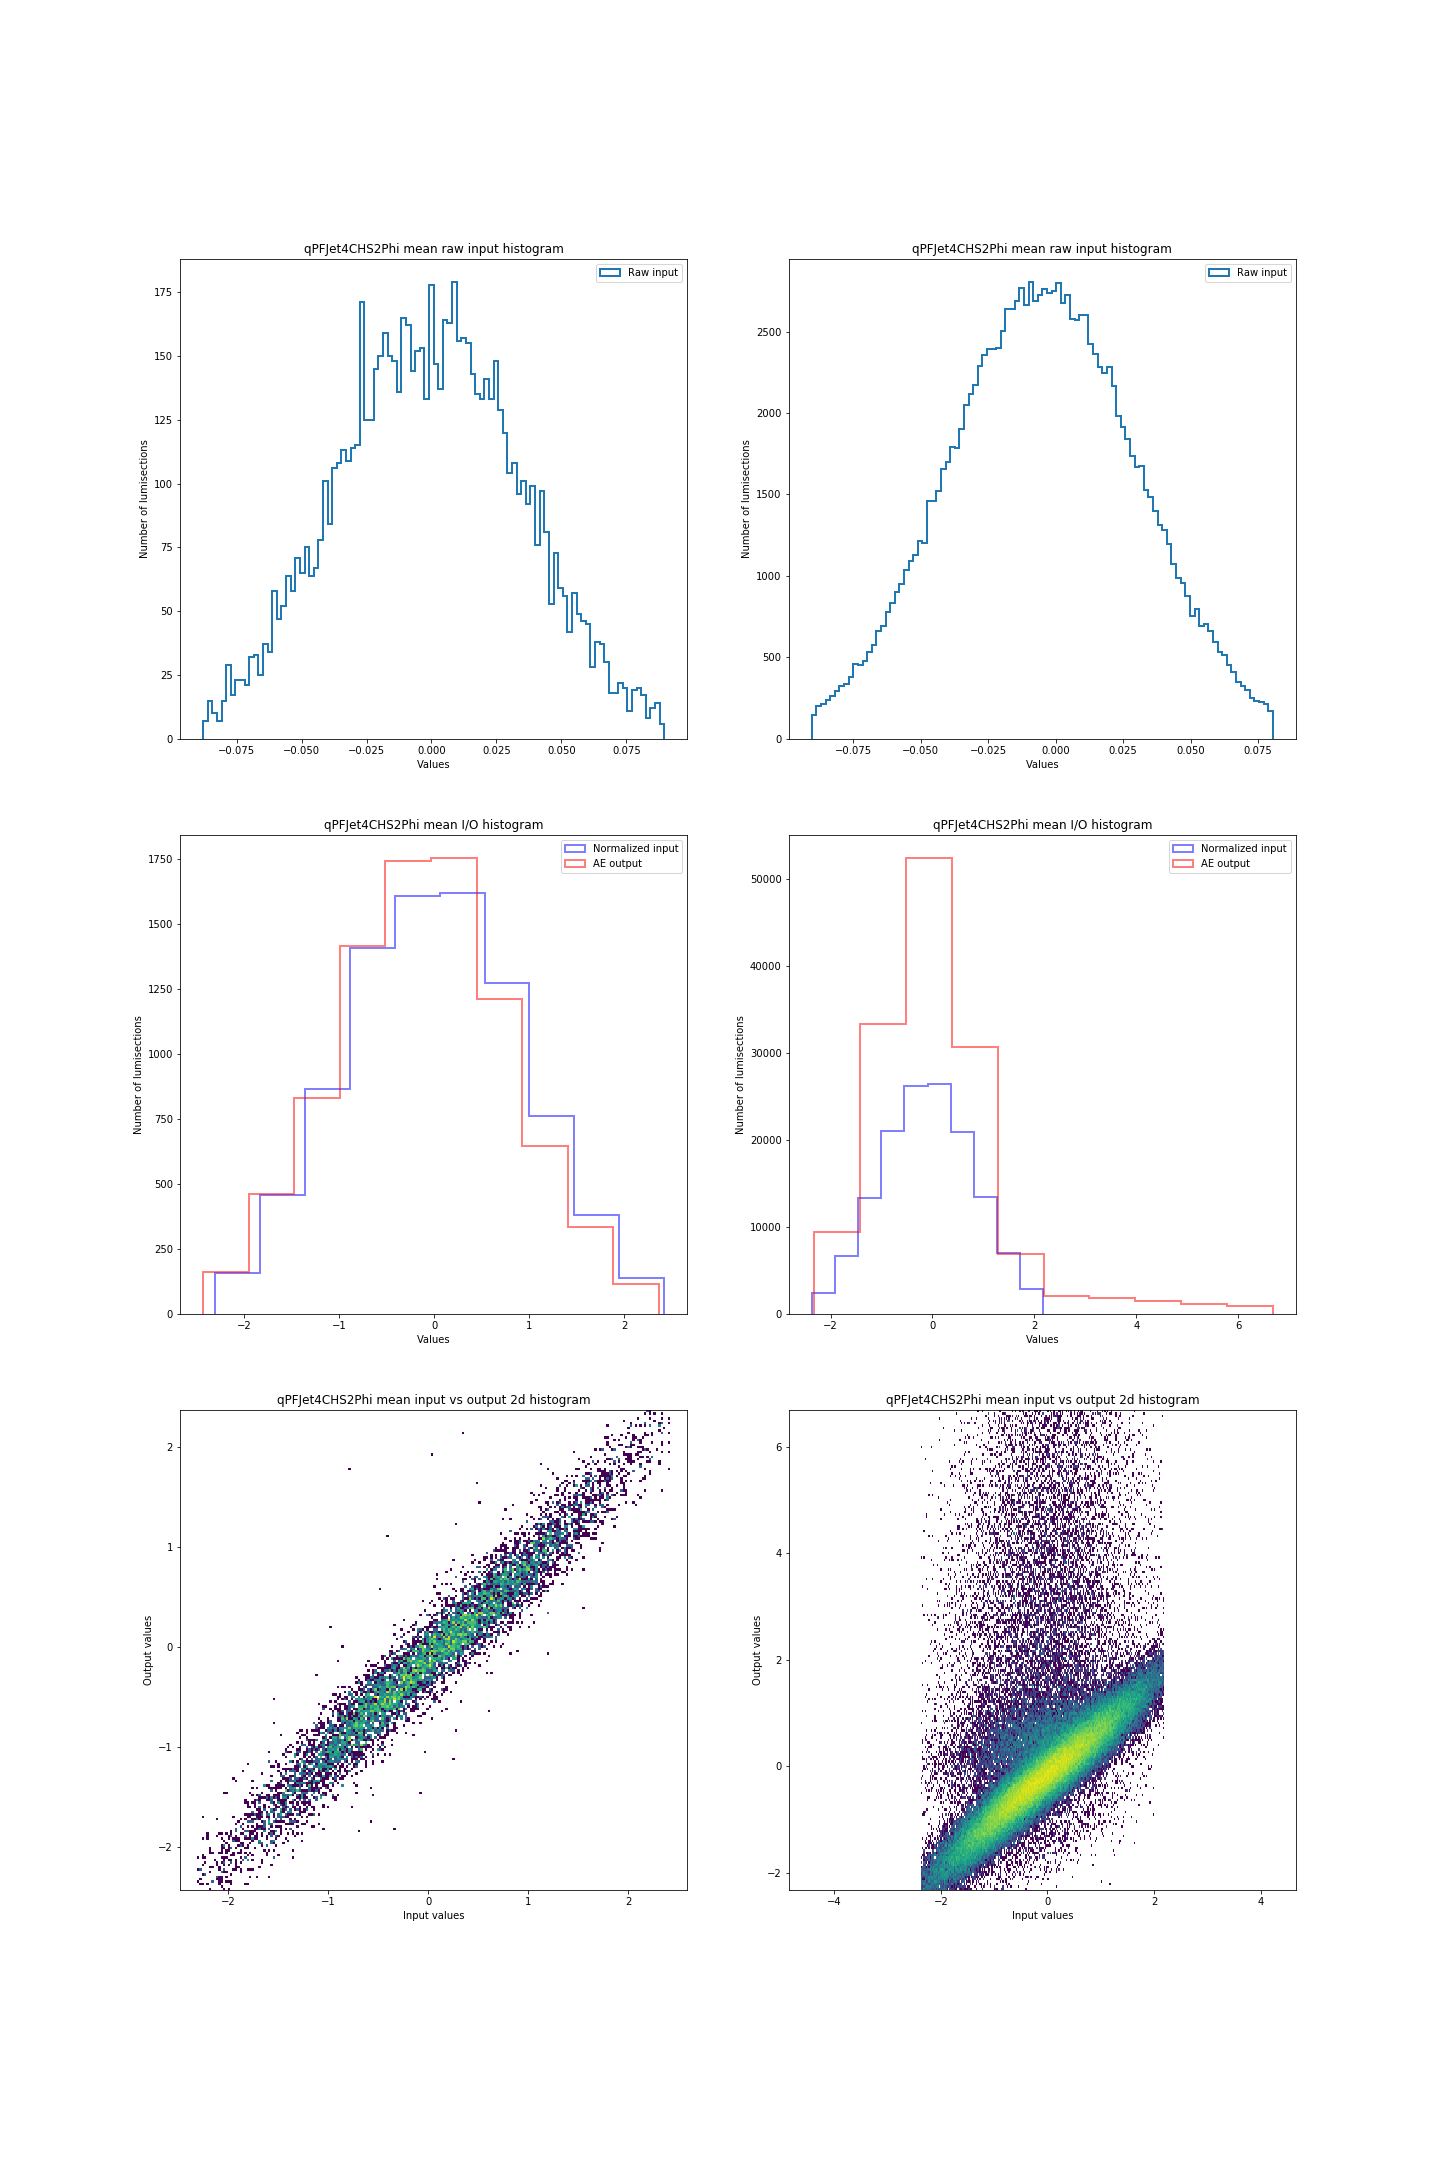 qPFJet4CHS2Phi mean raw input histogram
Raw input
175
150
125
100
75
50
25
0
Number of lumisections
−0.075 −0.050 −0.025 0.000 0.025 0.050 0.075
Values
qPFJet4CHS2Phi mean raw input histogram
Raw input
2500
2000
1500
1000
500
0
Number of lumisections
−0.075 −0.050 −0.025 0.000 0.025 0.050 0.075
Values
qPFJet4CHS2Phi mean I/O histogram
Normalized input
AE output
1750
1500
1250
1000
750
500
250
0
Number of lumisections
−2 −1 0 1 2
Values
qPFJet4CHS2Phi mean I/O histogram
Normalized input
AE output
50000
40000
30000
20000
10000
0
Number of lumisections
−2 0 2 4 6
Values
qPFJet4CHS2Phi mean input vs output 2d histogram
2
1
0
−1
−2
Output values
−2 −1 0 1 2
Input values
qPFJet4CHS2Phi mean input vs output 2d histogram
6
4
2
0
−2
Output values
−4 −2 0 2 4
Input values